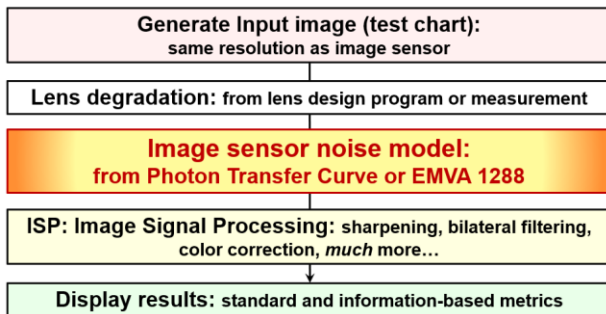 Generate Input image (test chart):
same resolution as image sensor
Lens degradation: from lens design program or measurement
Image sensor noise model:
from Photon Transfer Curve or EMVA 1288
ISP: Image Signal Processing: sharpening, bilateral filtering,
color correction, much more…
Display results: standard and information-based metrics